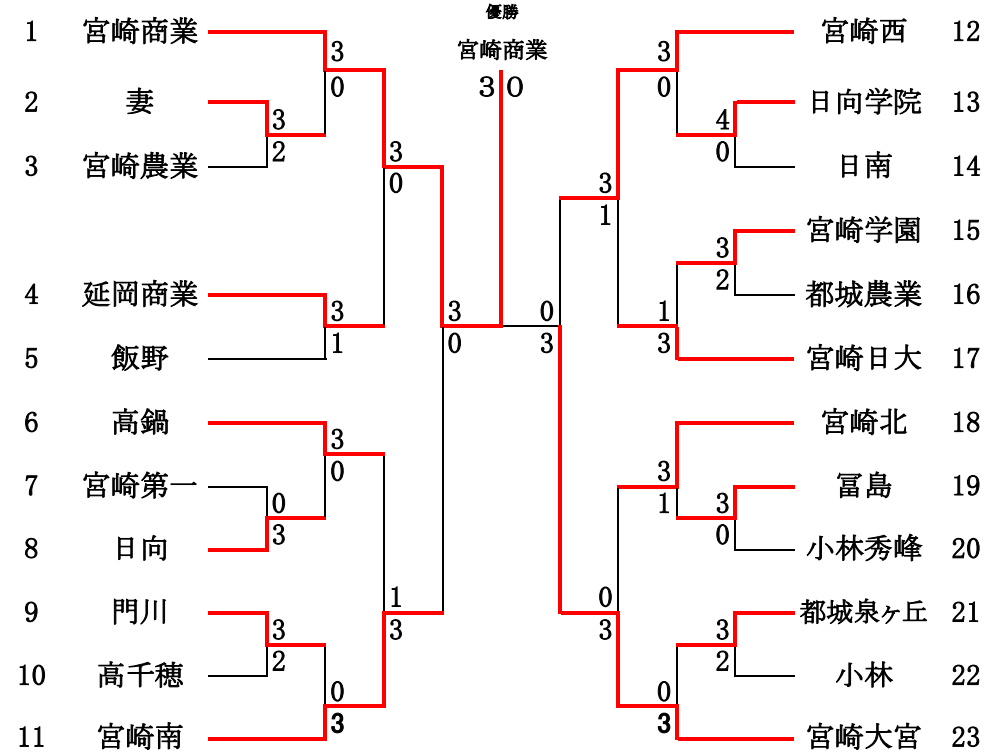 優勝
宮崎商業
3 0
1 宮崎商業
2 妻
3 宮崎農業
4 延岡商業
5 飯野
6 高鍋
7 宮崎第一
8 日向
9 門川
10 高千穂
11 宮崎南
3
0
3
2
3
0
3
1
3
0
3
0
0
3
1
3
3
2
0
3
宮崎西 12
日向学院 13
日南 14
宮崎学園 15
都城農業 16
宮崎日大 17
宮崎北 18
冨島 19
小林秀峰 20
都城泉ヶ丘 21
小林 22
宮崎大宮 23
3
0
4
0
3
1
3
2
1
3
0
3
3
1
3
0
0
3
3
2
0
3